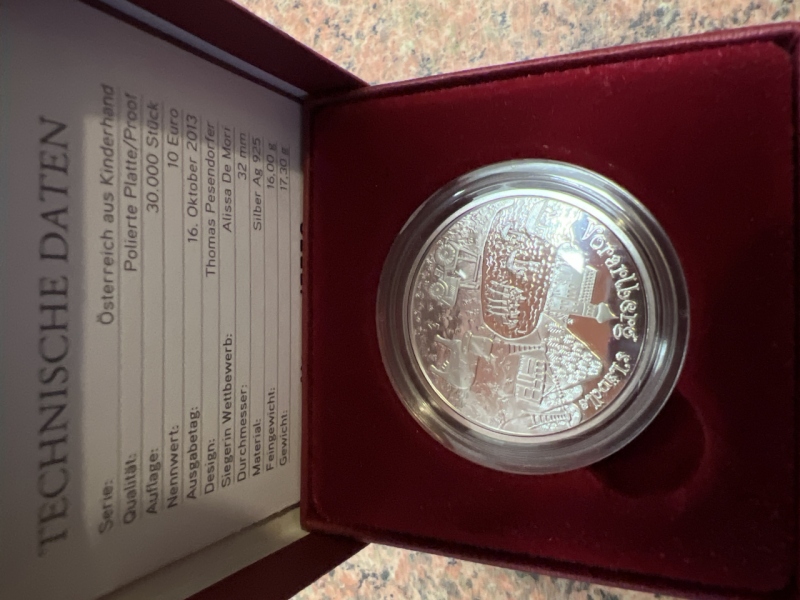 TECHNISCHE DATEN
Serie: Österreich aus Kinderhand
Qualität: Polierte Platte/Proof
Auflage: 30.000 Stück
Nennwert: 10 Euro
Ausgabetag: 16. Oktober 2013
Design: Thomas Pesendorfer
Siegerin Wettbewerb: Alissa De Mori
Durchmesser: 32 mm
Material: Silber Ag 925
Feingewicht: 16,00 g
Gewicht: 17,30 g
Vorarlberg s'Ländle